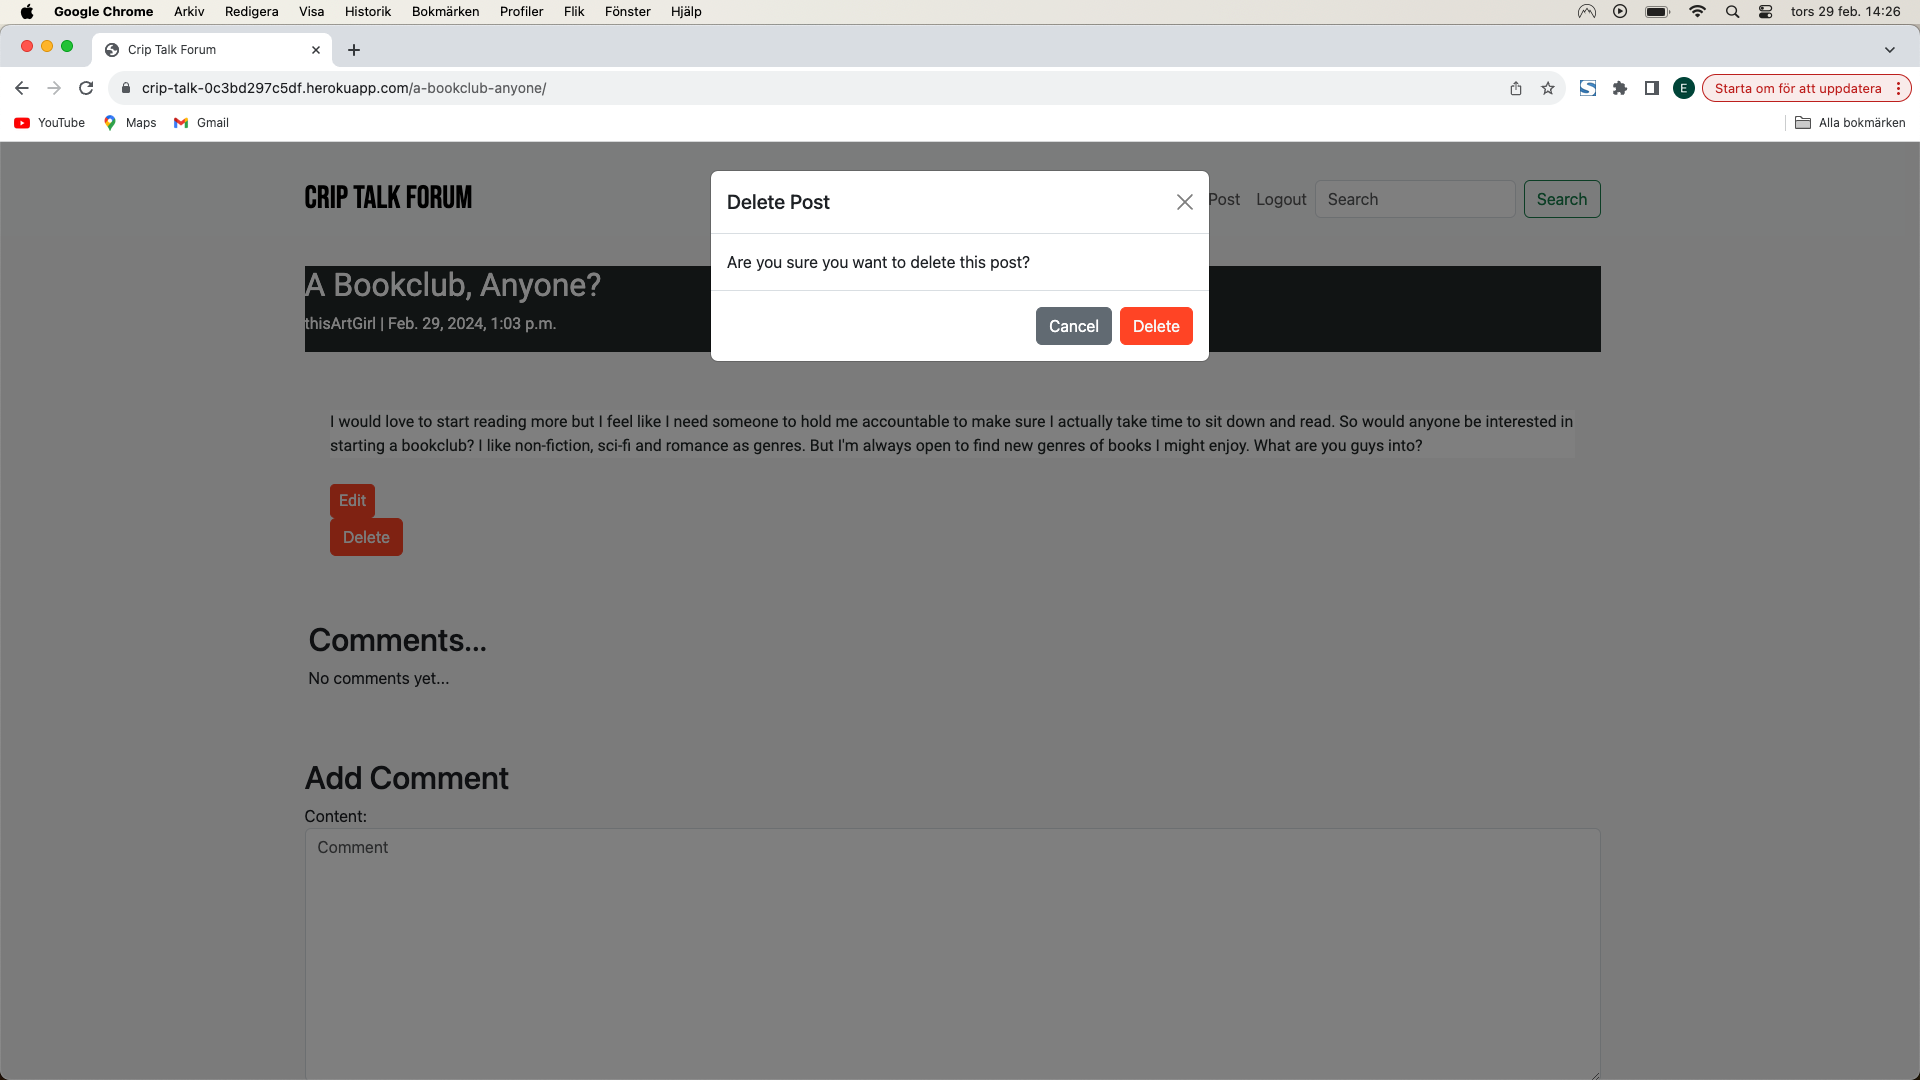 Google Chrome Arkiv Redigera Visa Historik Bokmärken Profiler Flik Fönster Hjälp tors 29 feb. 14:26
Crip Talk Forum
crip-talk-0c3bd297c5df.herokuapp.com/a-bookclub-anyone/ E Starta om för att uppdatera
YouTube Maps Gmail Alla bokmärken
CRIP TALK FORUM Post Logout Search Search
Delete Post
Are you sure you want to delete this post?
Cancel Delete
A Bookclub, Anyone?
thisArtGirl | Feb. 29, 2024, 1:03 p.m.
I would love to start reading more but I feel like I need someone to hold me accountable to make sure I actually take time to sit down and read. So would anyone be interested in
starting a bookclub? I like non-fiction, sci-fi and romance as genres. But I'm always open to find new genres of books I might enjoy. What are you guys into?
Edit
Delete
Comments...
No comments yet...
Add Comment
Content:
Comment